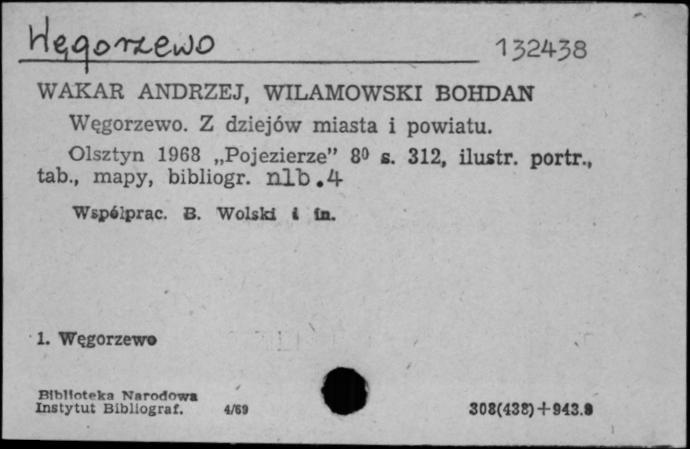 Węgorzewo 132438
WAKAR ANDRZEJ, WILAMOWSKI BOHDAN
Węgorzewo. Z dziejów miasta i powiatu.
Olsztyn 1968 „Pojezierze” 8⁰ s. 312, ilustr. portr.,
tab., mapy, bibliogr. nlb.4
Współprac. B. Wolski i in.
1. Węgorzewo
Biblioteka Narodowa
Instytut Bibliograf. 4/69 308(438)+943.8